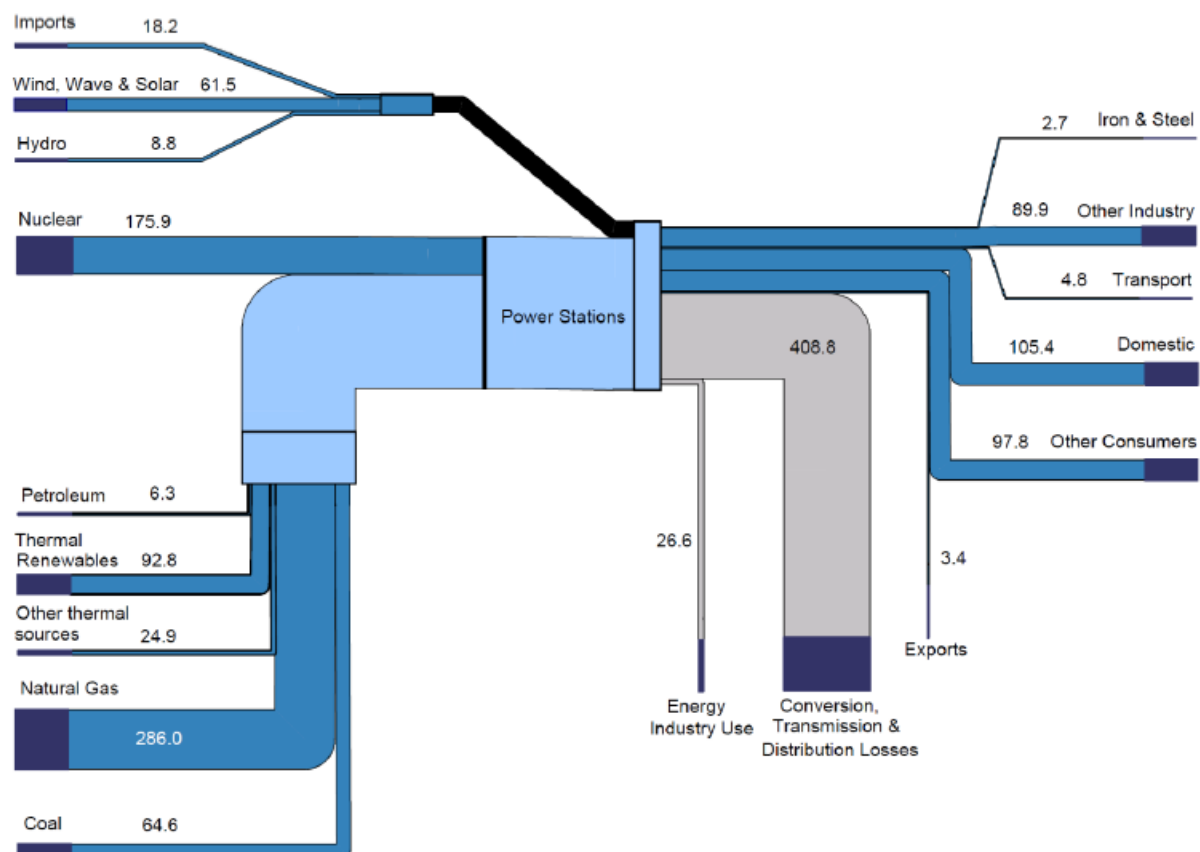 Imports 18.2
Wind, Wave & Solar 61.5
Hydro 8.8
Nuclear 175.9
Power Stations
Petroleum 6.3
Thermal
Renewables 92.8
Other thermal
sources 24.9
Natural Gas
286.0
Coal 64.6
2.7 Iron & Steel
89.9 Other Industry
4.8 Transport
408.8
105.4 Domestic
97.8 Other Consumers
26.6
3.4
Exports
Energy
Industry Use
Conversion,
Transmission &
Distribution Losses